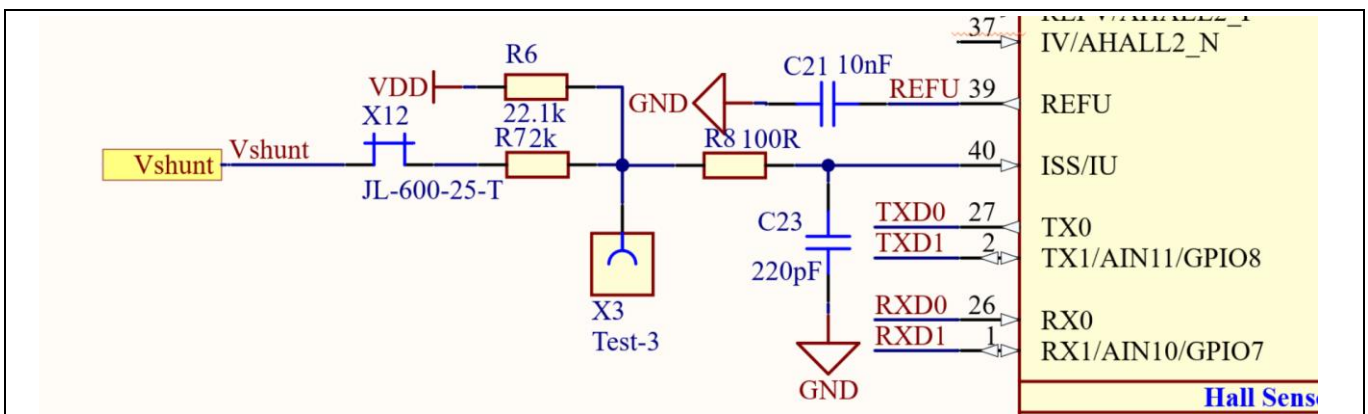 37
IV/AHALL2_N
R6
C21 10nF
REFU 39
REFU
VDD
GND
22.1k
X12
R7 2k
R8 100R
Vshunt
Vshunt
40
ISS/IU
JL-600-25-T
C23
TXD0 27
TX0
TXD1 2
TX1/AIN11/GPIO8
220pF
X3
RXD0 26
RX0
Test-3
RXD1 1
RX1/AIN10/GPIO7
GND
Hall Sens